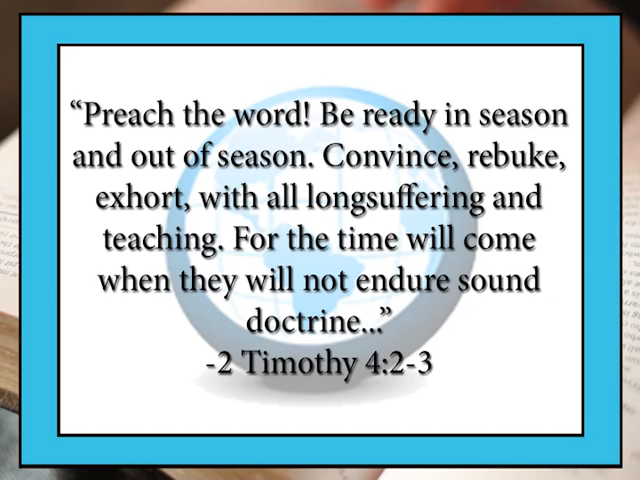 “Preach the word! Be ready in season
and out of season. Convince, rebuke,
exhort, with all longsuffering and
teaching. For the time will come
when they will not endure sound
doctrine...”
-2 Timothy 4:2-3